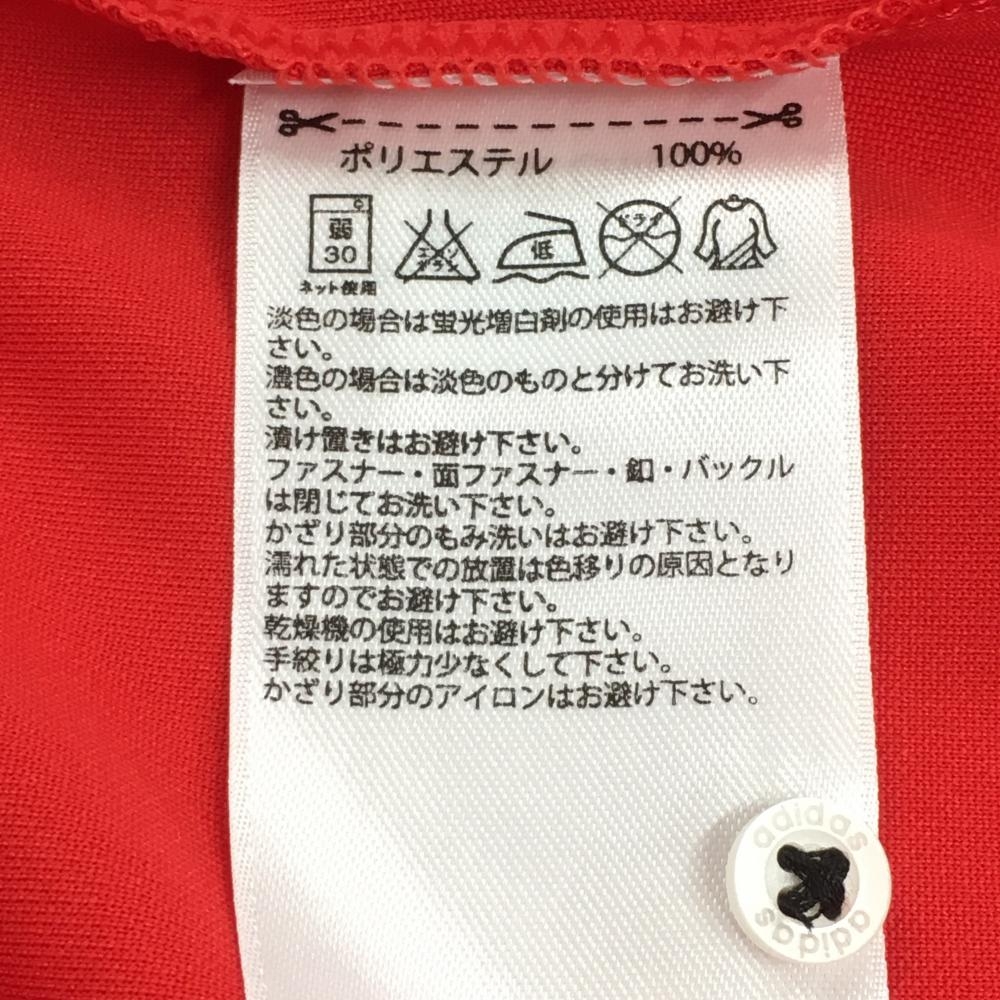 ポリエステル 100%
弱
30
ネット使用
エンソ
サラシ
低
ドライ
淡色の場合は蛍光増白剤の使用はお避け下
さい。
濃色の場合は淡色のものと分けてお洗い下
さい。
漬け置きはお避け下さい。
ファスナー・面ファスナー・釦・バックル
は閉じてお洗い下さい。
かざり部分のもみ洗いはお避け下さい。
濡れた状態での放置は色移りの原因となり
ますのでお避け下さい。
乾燥機の使用はお避け下さい。
手絞りは極力少なくして下さい。
かざり部分のアイロンはお避け下さい。
adidas
adidas